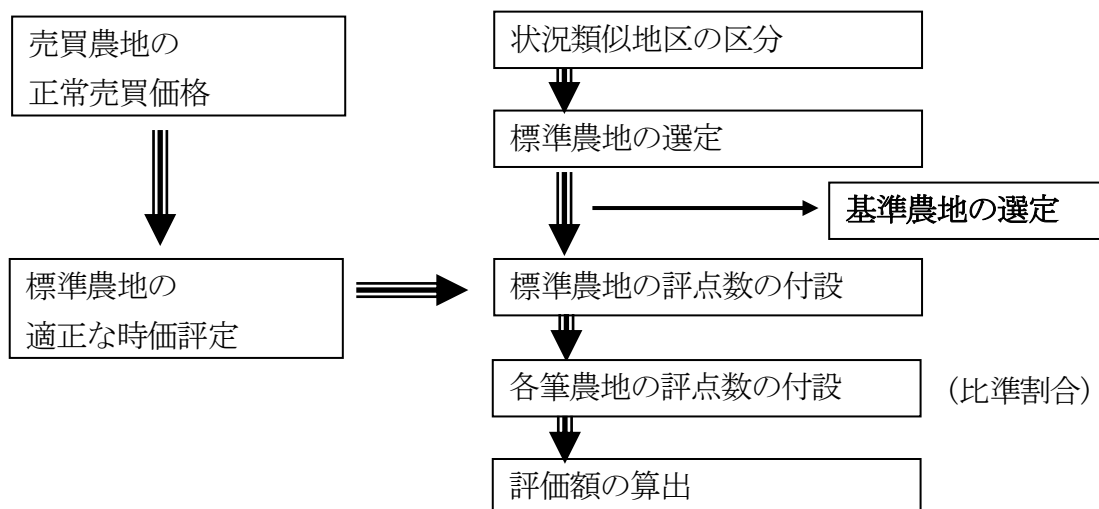 売買農地の
正常売買価格
標準農地の
適正な時価評定
状況類似地区の区分
標準農地の選定
基準農地の選定
標準農地の評点数の付設
各筆農地の評点数の付設
（比準割合）
評価額の算出